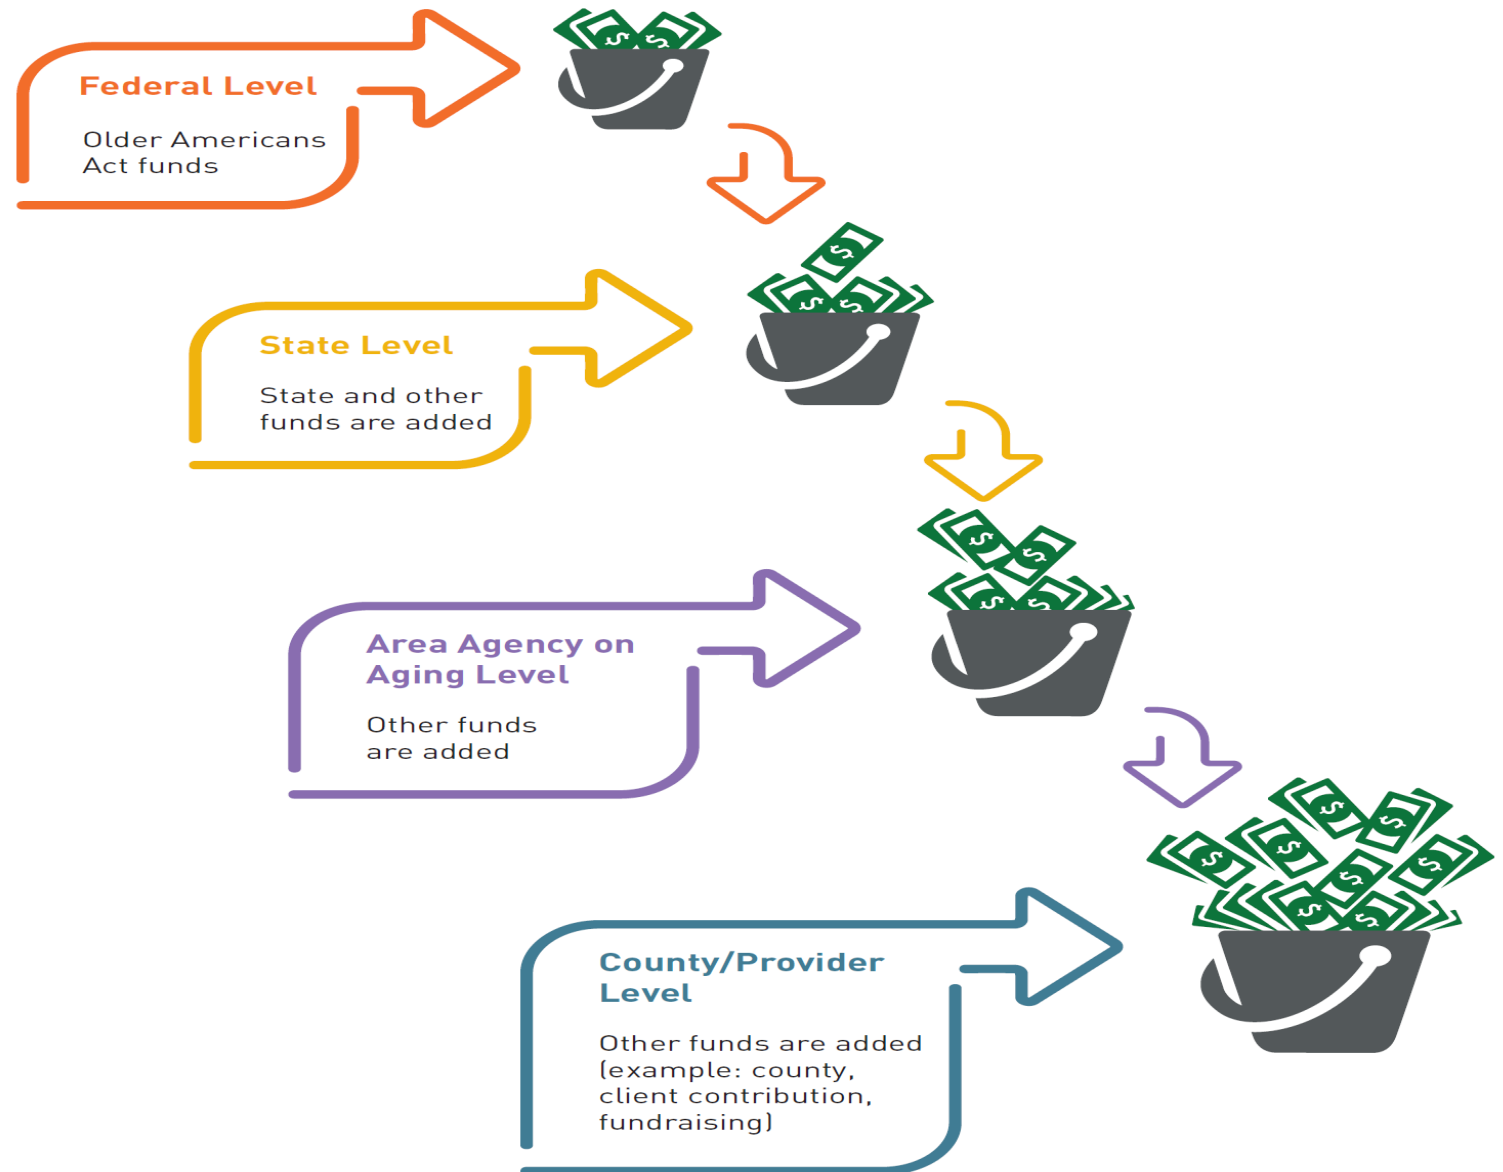 Federal Level
Older Americans
Act funds
State Level
State and other
funds are added
Area Agency on
Aging Level
Other funds
are added
County/Provider
Level
Other funds are added
(example: county,
client contribution,
fundraising)